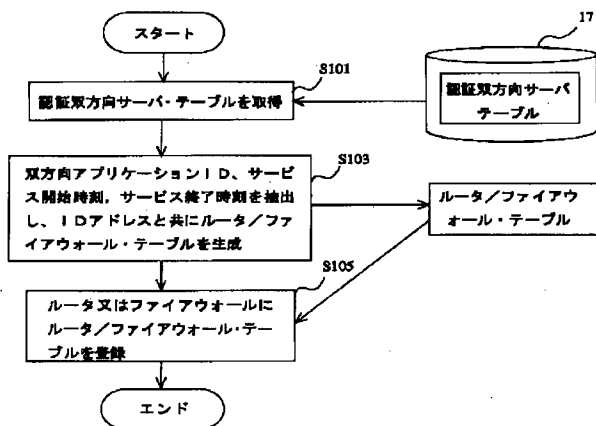 スタート
17
S101
認証双方向サーバ・テーブルを取得
認証双方向サーバ
テーブル
S103
双方向アプリケーションID、サービ
ス開始時刻，サービス終了時刻を抽出
し、IDアドレスと共にルータ／ファ
イアウォール・テーブルを生成
ルータ／ファイアウ
ォール・テーブル
S105
ルータ又はファイアウォールに
ルータ／ファイアウォール・テー
ブルを登録
エンド